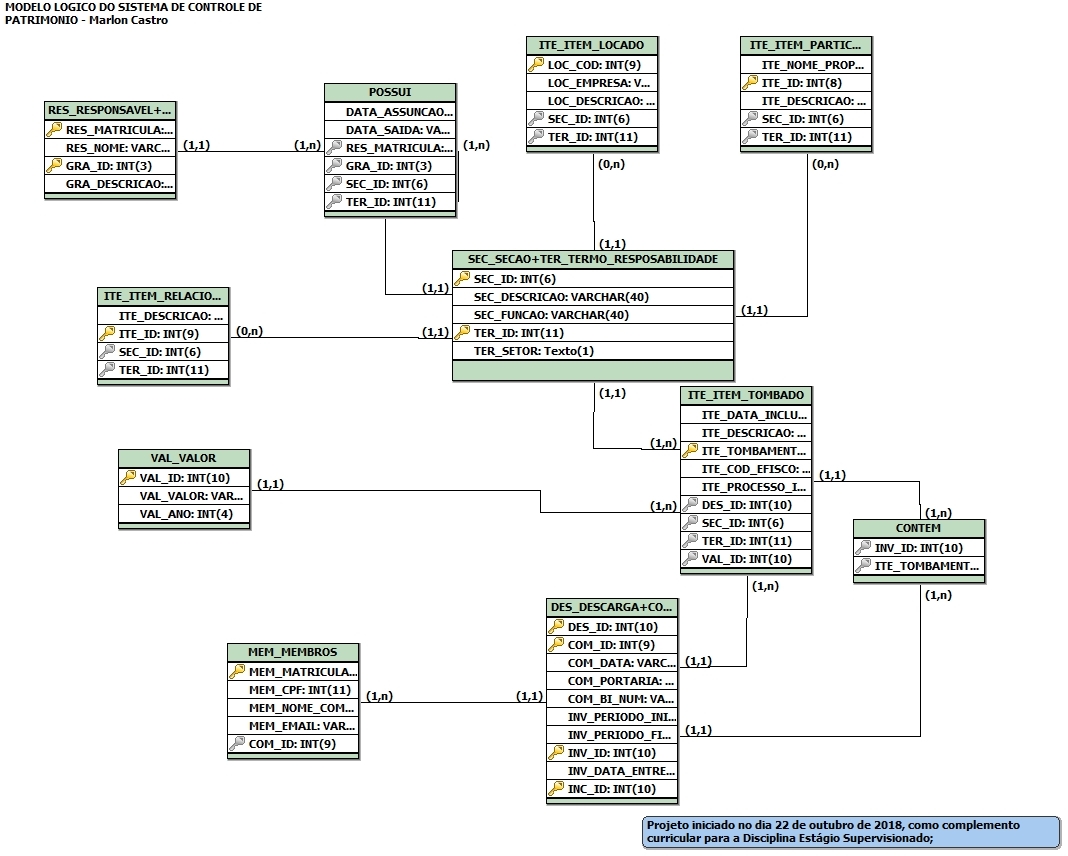 MODELO LOGICO DO SISTEMA DE CONTROLE DE
PATRIMONIO - Marlon Castro
RES_RESPONSAVEL+...
RES_MATRICULA:...
RES_NOME: VARC...
GRA_ID: INT(3)
GRA_DESCRICAO:...
(1,1)
(1,n)
POSSUI
DATA_ASSUNCAO...
DATA_SAIDA: VA...
RES_MATRICULA:...
GRA_ID: INT(3)
SEC_ID: INT(6)
TER_ID: INT(11)
(1,n)
(1,1)
ITE_ITEM_LOCADO
LOC_COD: INT(9)
LOC_EMPRESA: V...
LOC_DESCRICAO: ...
SEC_ID: INT(6)
TER_ID: INT(11)
(0,n)
(1,1)
ITE_ITEM_PARTIC...
ITE_NOME_PROP...
ITE_ID: INT(8)
ITE_DESCRICAO: ...
SEC_ID: INT(6)
TER_ID: INT(11)
(0,n)
(1,1)
SEC_SECAO+TER_TERMO_RESPOSABILIDADE
SEC_ID: INT(6)
SEC_DESCRICAO: VARCHAR(40)
SEC_FUNCAO: VARCHAR(40)
TER_ID: INT(11)
TER_SETOR: Texto(1)
ITE_ITEM_RELACIO...
ITE_DESCRICAO: ...
ITE_ID: INT(9)
SEC_ID: INT(6)
TER_ID: INT(11)
(0,n)
(1,1)
(1,1)
(1,n)
ITE_ITEM_TOMBADO
ITE_DATA_INCLU...
ITE_DESCRICAO: ...
ITE_TOMBAMENT...
ITE_COD_EFISCO: ...
ITE_PROCESSO_I...
DES_ID: INT(10)
SEC_ID: INT(6)
TER_ID: INT(11)
VAL_ID: INT(10)
VAL_VALOR
VAL_ID: INT(10)
VAL_VALOR: VAR...
VAL_ANO: INT(4)
(1,1)
(1,n)
(1,1)
(1,n)
CONTEM
INV_ID: INT(10)
ITE_TOMBAMENT...
(1,n)
(1,n)
(1,1)
(1,1)
DES_DESCARGA+CO...
DES_ID: INT(10)
COM_ID: INT(9)
COM_DATA: VARC...
COM_PORTARIA: ...
COM_BI_NUM: VA...
INV_PERIODO_INI...
INV_PERIODO_FI...
INV_ID: INT(10)
INV_DATA_ENTRE...
INC_ID: INT(10)
MEM_MEMBROS
MEM_MATRICULA...
MEM_CPF: INT(11)
MEM_NOME_COM...
MEM_EMAIL: VAR...
COM_ID: INT(9)
(1,n)
(1,1)
Projeto iniciado no dia 22 de outubro de 2018, como complemento
curricular para a Disciplina Estágio Supervisionado;